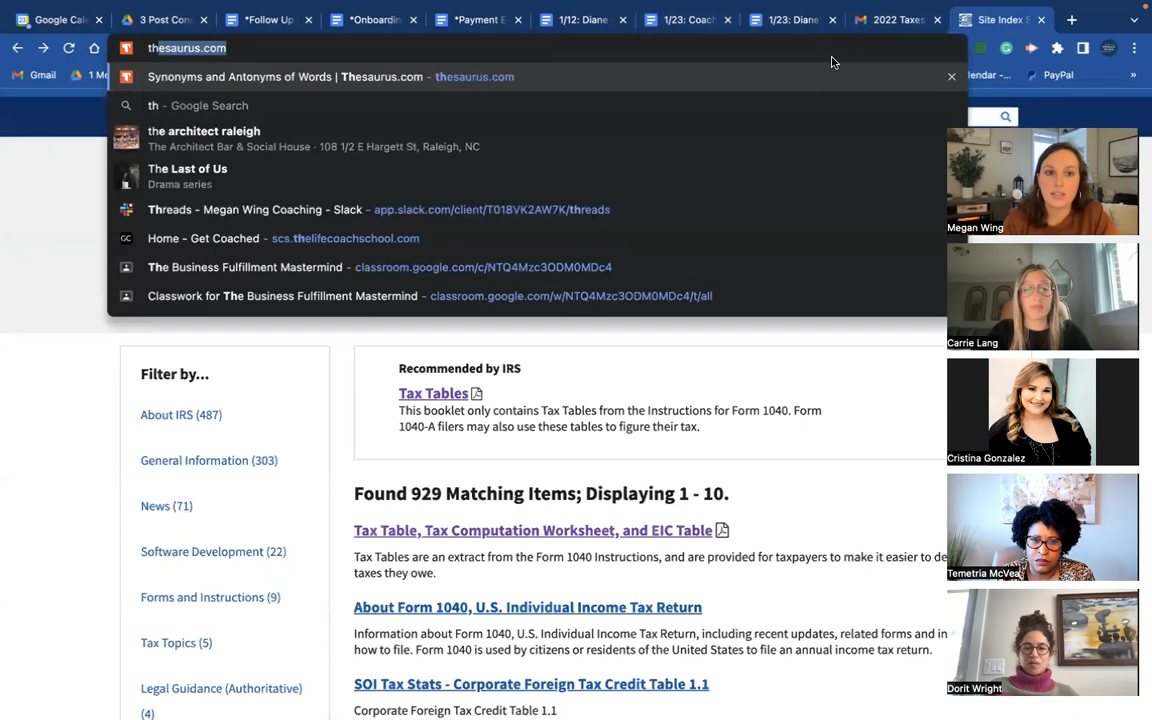 Google Cale
3 Post Cons
*Follow Up
*Onboardin
*Payment E
1/12: Diane
1/23: Coach
1/23: Diane
2022 Taxes
Site Index S
thesaurus.com
Synonyms and Antonyms of Words | Thesaurus.com - thesaurus.com
th - Google Search
the architect raleigh
The Architect Bar & Social House · 108 1/2 E Hargett St, Raleigh, NC
The Last of Us
Drama series
Threads - Megan Wing Coaching - Slack - app.slack.com/client/T018VK2AW7K/threads
Home - Get Coached - scs.thelifecoachschool.com
The Business Fulfillment Mastermind - classroom.google.com/c/NTQ4Mzc3ODM0MDc4
Classwork for The Business Fulfillment Mastermind - classroom.google.com/w/NTQ4Mzc3ODM0MDc4/t/all
Gmail
1 Me
lendar -...
PayPal
»
Filter by...
About IRS (487)
General Information (303)
News (71)
Software Development (22)
Forms and Instructions (9)
Tax Topics (5)
Legal Guidance (Authoritative)
(4)
Recommended by IRS
Tax Tables
This booklet only contains Tax Tables from the Instructions for Form 1040. Form
1040-A filers may also use these tables to figure their tax.
Found 929 Matching Items; Displaying 1 - 10.
Tax Table, Tax Computation Worksheet, and EIC Table
Tax Tables are an extract from the Form 1040 Instructions, and are provided for taxpayers to make it easier to de
taxes they owe.
About Form 1040, U.S. Individual Income Tax Return
Information about Form 1040, U.S. Individual Income Tax Return, including recent updates, related forms and in
how to file. Form 1040 is used by citizens or residents of the United States to file an annual income tax return.
SOI Tax Stats - Corporate Foreign Tax Credit Table 1.1
Corporate Foreign Tax Credit Table 1.1
Megan Wing
Carrie Lang
Cristina Gonzalez
Temetria McVea
Dorit Wright